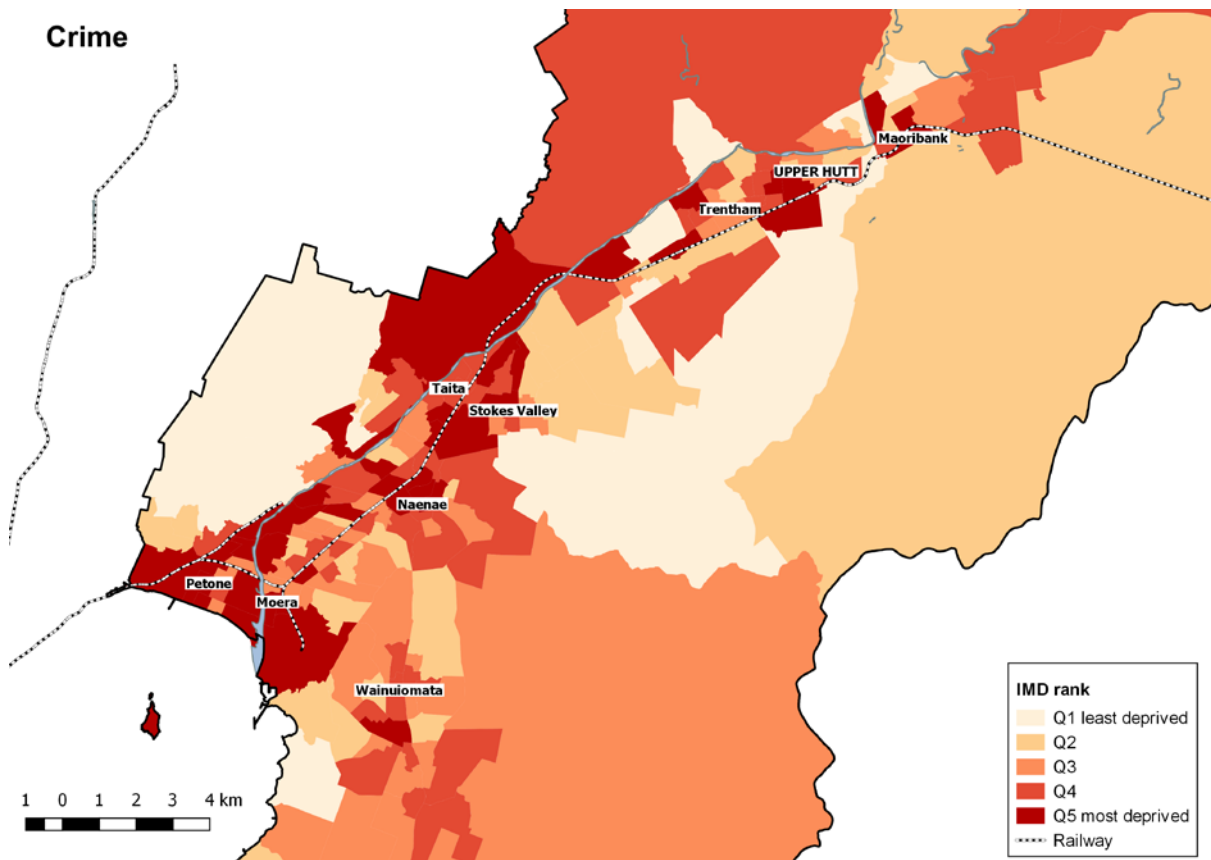 Crime
Maoribank
UPPER HUTT
Trentham
Taita
Stokes Valley
Naenae
Petone
Moera
Wainuiomata
IMD rank
Q1 least deprived
Q2
Q3
Q4
Q5 most deprived
Railway
1 0 1 2 3 4 km